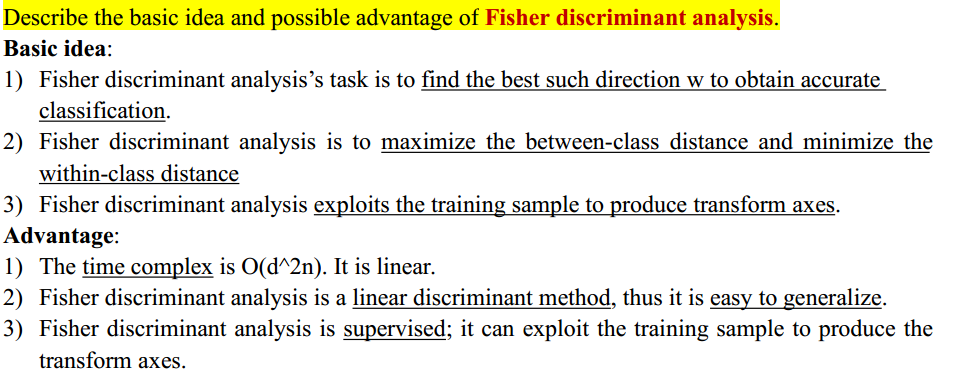 Describe the basic idea and possible advantage of Fisher discriminant analysis.
Basic idea:
1) Fisher discriminant analysis's task is to find the best such direction w to obtain accurate
classification.
2) Fisher discriminant analysis is to maximize the between-class distance and minimize the
within-class distance
3) Fisher discriminant analysis exploits the training sample to produce transform axes.
Advantage:
1) The time complex is O(d^2n). It is linear.
2) Fisher discriminant analysis is a linear discriminant method, thus it is easy to generalize.
3) Fisher discriminant analysis is supervised; it can exploit the training sample to produce the
transform axes.